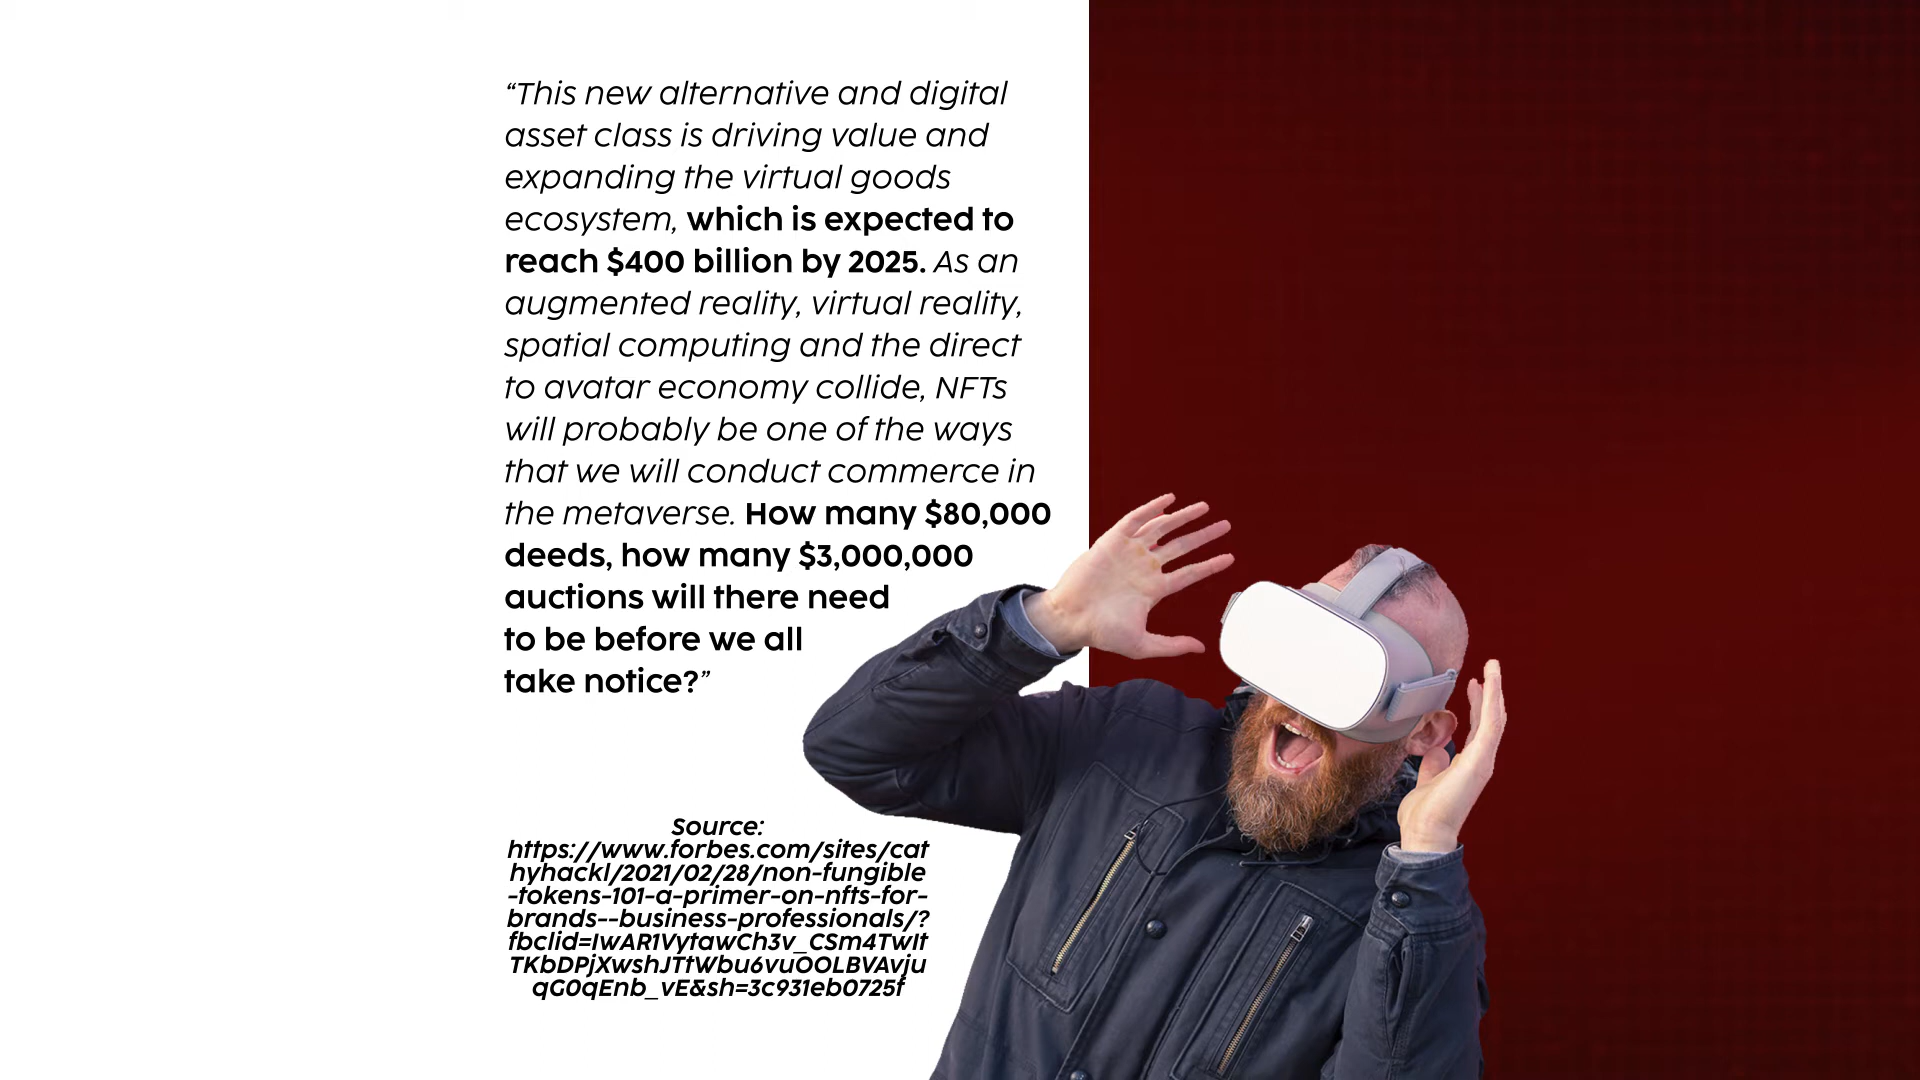 “This new alternative and digital
asset class is driving value and
expanding the virtual goods
ecosystem, which is expected to
reach $400 billion by 2025. As an
augmented reality, virtual reality,
spatial computing and the direct
to avatar economy collide, NFTs
will probably be one of the ways
that we will conduct commerce in
the metaverse. How many $80,000
deeds, how many $3,000,000
auctions will there need
to be before we all
take notice?”
Source:
https://www.forbes.com/sites/cat
hyhackl/2021/02/28/non-fungible
-tokens-101-a-primer-on-nfts-for-
brands--business-professionals/?
fbclid=IwAR1VytawCh3v_CSm4TwIt
TKbDPjXwshJTtWbu6vuOOLBVAvju
qG0qEnb_vE&sh=3c931eb0725f